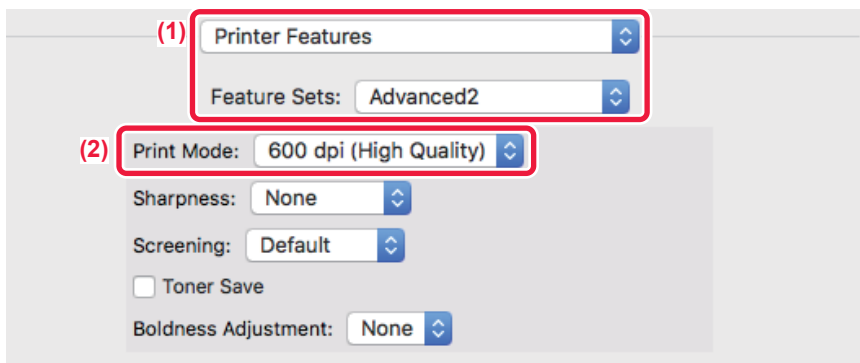 (1) Printer Features
Feature Sets: Advanced2
(2) Print Mode: 600 dpi (High Quality)
Sharpness: None
Screening: Default
Toner Save
Boldness Adjustment: None